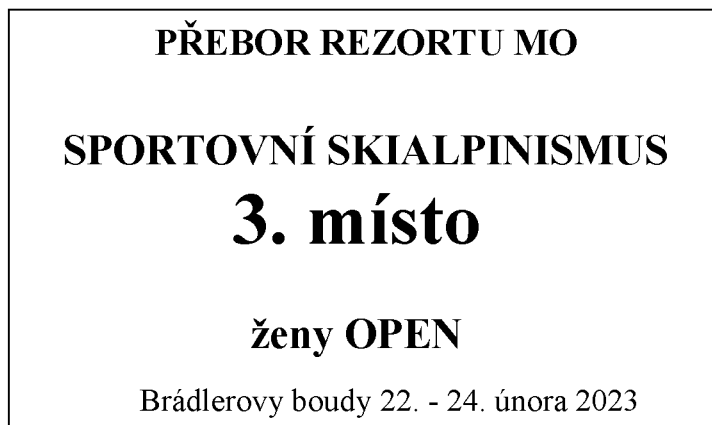 PŘEBOR REZORTU MO
SPORTOVNÍ SKIALPINISMUS
3. místo
ženy OPEN
Brádlerovy boudy 22. - 24. února 2023